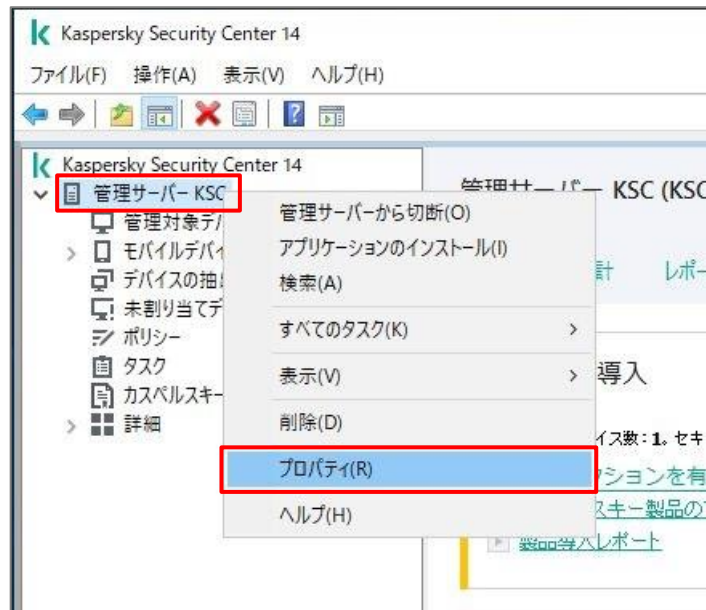 Kaspersky Security Center 14
ファイル(F) 操作(A) 表示(V) ヘルプ(H)
Kaspersky Security Center 14
管理サーバー KSC
管理対象デバ
モバイルデバイ
デバイスの抽
未割り当てデ
ポリシー
タスク
カスペルスキー
詳細
管理サーバーから切断(O)
アプリケーションのインストール(I)
検索(A)
すべてのタスク(K)
表示(V)
削除(D)
プロパティ(R)
ヘルプ(H)
管理サーバー KSC (KSC
計 レポー
導入
イス数:1。セキ
クションを有
スキー製品の
製品導入レポート